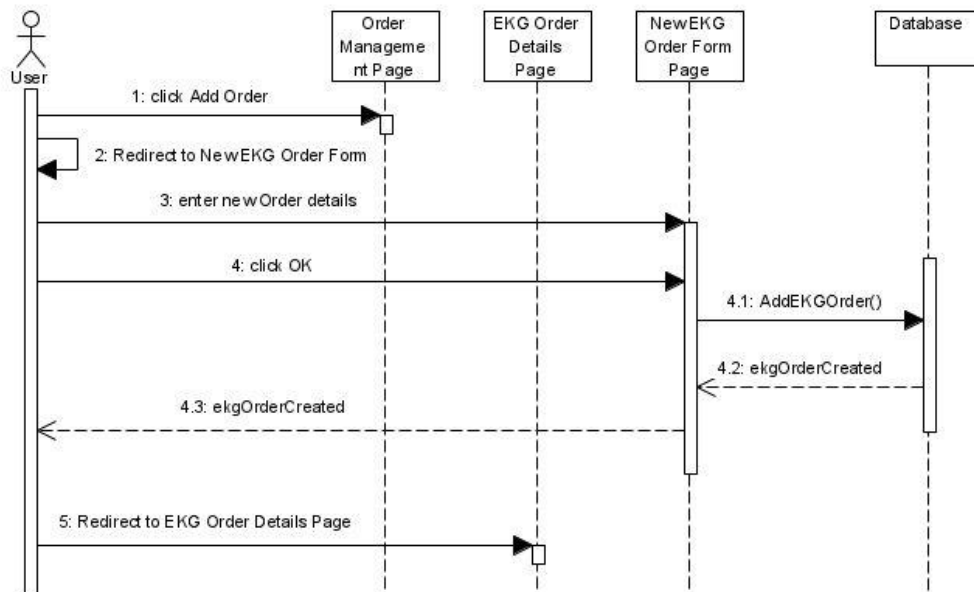 Order
Manageme
nt Page
EKG Order
Details
Page
NewEKG
Order Form
Page
Database
User
1: click Add Order
2: Redirect to NewEKG Order Form
3: enter new Order details
4: click OK
4.1: AddEKGOrder()
4.2: ekgOrderCreated
4.3: ekgOrderCreated
5: Redirect to EKG Order Details Page